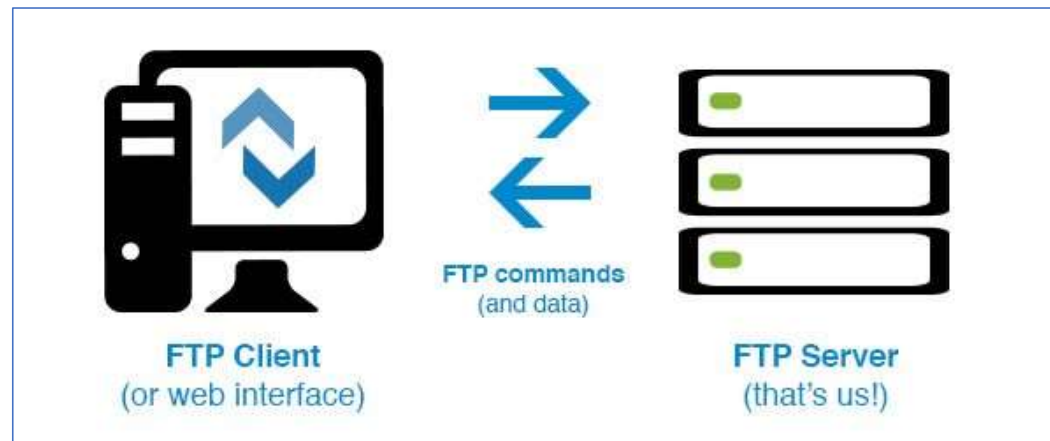 FTP commands
(and data)
FTP Client
(or web interface)
FTP Server
(that's us!)